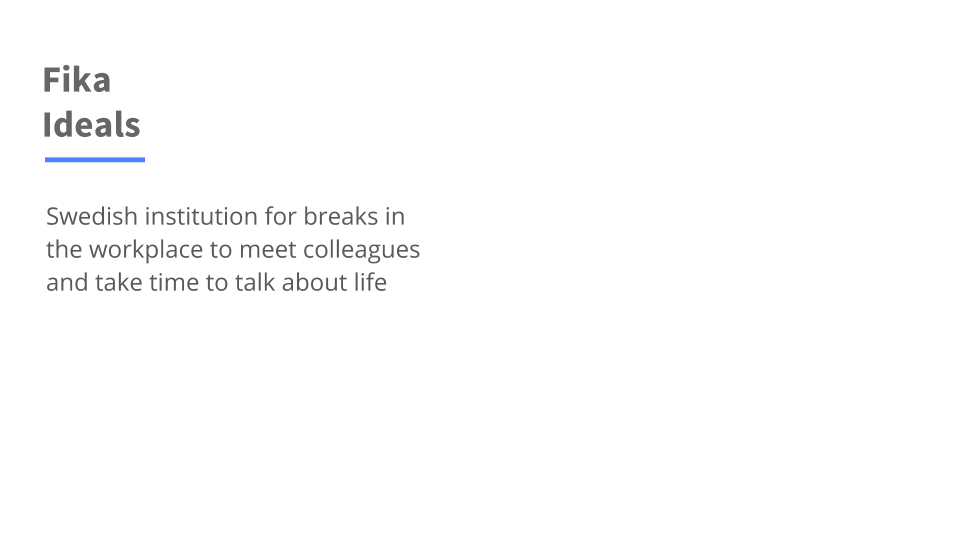 Fika
Ideals
Swedish institution for breaks in
the workplace to meet colleagues
and take time to talk about life